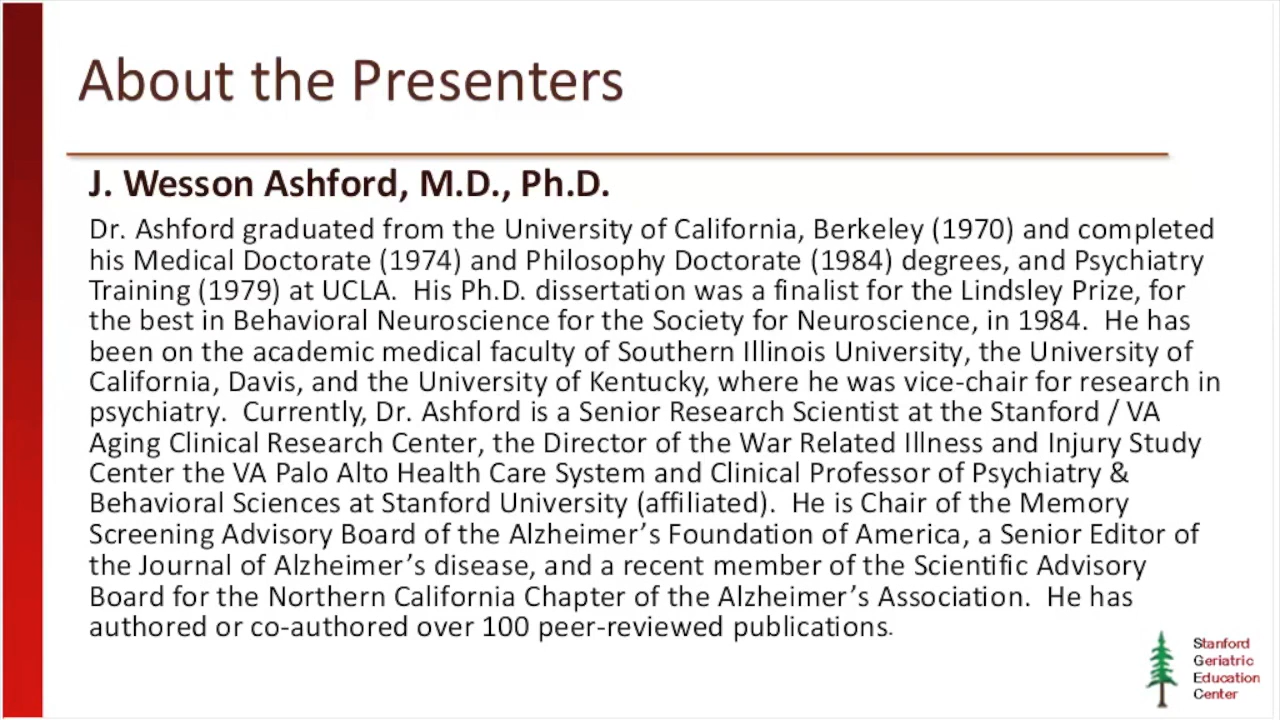 About the Presenters
J. Wesson Ashford, M.D., Ph.D.
Dr. Ashford graduated from the University of California, Berkeley (1970) and completed
his Medical Doctorate (1974) and Philosophy Doctorate (1984) degrees, and Psychiatry
Training (1979) at UCLA.  His Ph.D. dissertation was a finalist for the Lindsley Prize, for
the best in Behavioral Neuroscience for the Society for Neuroscience, in 1984.  He has
been on the academic medical faculty of Southern Illinois University, the University of
California, Davis, and the University of Kentucky, where he was vice-chair for research in
psychiatry.  Currently, Dr. Ashford is a Senior Research Scientist at the Stanford / VA
Aging Clinical Research Center, the Director of the War Related Illness and Injury Study
Center the VA Palo Alto Health Care System and Clinical Professor of Psychiatry &
Behavioral Sciences at Stanford University (affiliated).  He is Chair of the Memory
Screening Advisory Board of the Alzheimer’s Foundation of America, a Senior Editor of
the Journal of Alzheimer’s disease, and a recent member of the Scientific Advisory
Board for the Northern California Chapter of the Alzheimer’s Association.  He has
authored or co-authored over 100 peer-reviewed publications.
Stanford
Geriatric
Education
Center